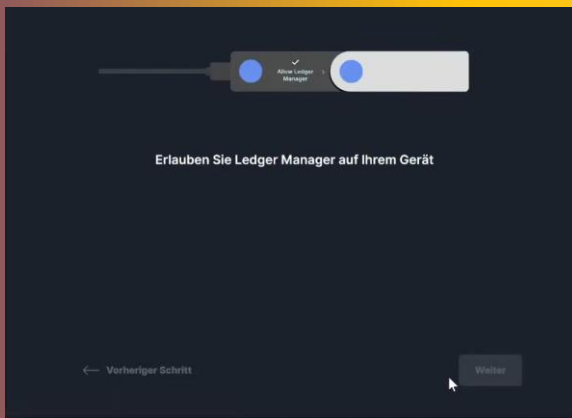 Allow Ledger
Manager
Erlauben Sie Ledger Manager auf Ihrem Gerät
Vorheriger Schritt
Weiter